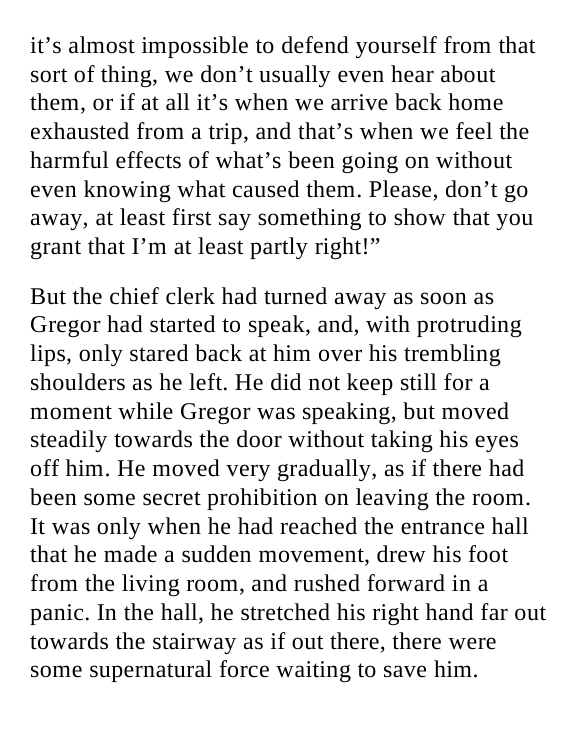 it’s almost impossible to defend yourself from that
sort of thing, we don’t usually even hear about
them, or if at all it’s when we arrive back home
exhausted from a trip, and that’s when we feel the
harmful effects of what’s been going on without
even knowing what caused them. Please, don’t go
away, at least first say something to show that you
grant that I’m at least partly right!”
But the chief clerk had turned away as soon as
Gregor had started to speak, and, with protruding
lips, only stared back at him over his trembling
shoulders as he left. He did not keep still for a
moment while Gregor was speaking, but moved
steadily towards the door without taking his eyes
off him. He moved very gradually, as if there had
been some secret prohibition on leaving the room.
It was only when he had reached the entrance hall
that he made a sudden movement, drew his foot
from the living room, and rushed forward in a
panic. In the hall, he stretched his right hand far out
towards the stairway as if out there, there were
some supernatural force waiting to save him.